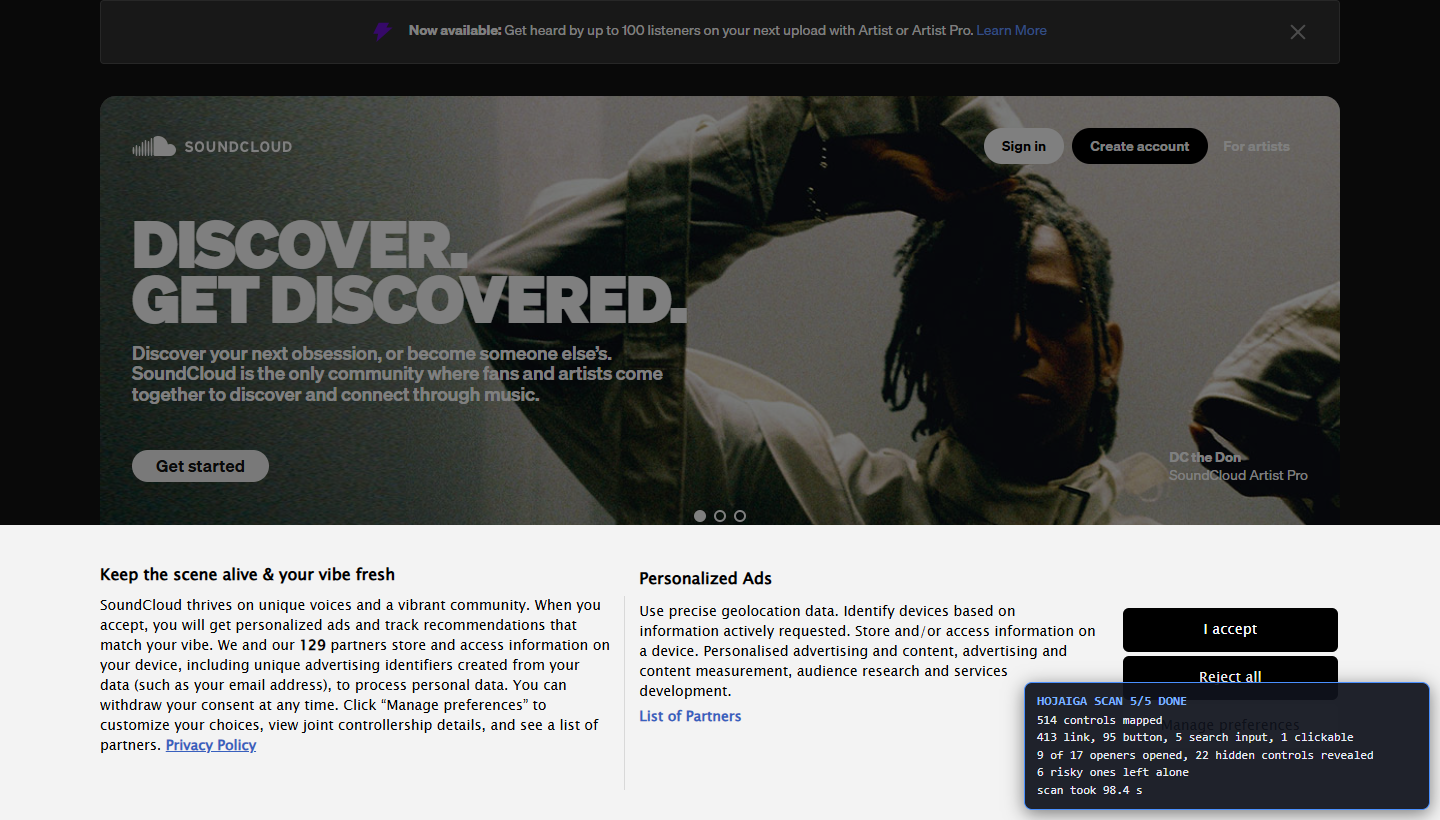 Now available: Get heard by up to 100 listeners on your next upload with Artist or Artist Pro. Learn More
SOUNDCLOUD
Sign in
Create account
For artists
DISCOVER.
GET DISCOVERED.
Discover your next obsession, or become someone else’s.
SoundCloud is the only community where fans and artists come
together to discover and connect through music.
Get started
DC the Don
SoundCloud Artist Pro
Keep the scene alive & your vibe fresh
SoundCloud thrives on unique voices and a vibrant community. When you
accept, you will get personalized ads and track recommendations that
match your vibe. We and our 129 partners store and access information on
your device, including unique advertising identifiers created from your
data (such as your email address), to process personal data. You can
withdraw your consent at any time. Click “Manage preferences” to
customize your choices, view joint controllership details, and see a list of
partners. Privacy Policy
Personalized Ads
Use precise geolocation data. Identify devices based on
information actively requested. Store and/or access information on
a device. Personalised advertising and content, advertising and
content measurement, audience research and services
development.
List of Partners
I accept
Reject all
Manage preferences
HOJAIGA SCAN 5/5 DONE
514 controls mapped
413 link, 95 button, 5 search input, 1 clickable
9 of 17 openers opened, 22 hidden controls revealed
6 risky ones left alone
scan took 98.4 s